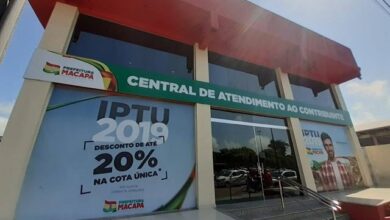 PREFEITURA
MACAPÁ
CENTRAL DE ATENDIMENTO AO CONTRIBUINTE
IPTU
2019
DESCONTO DE ATÉ
20%
NA COTA ÚNICA*
PREFEITURA
MACAPÁ
IPTU